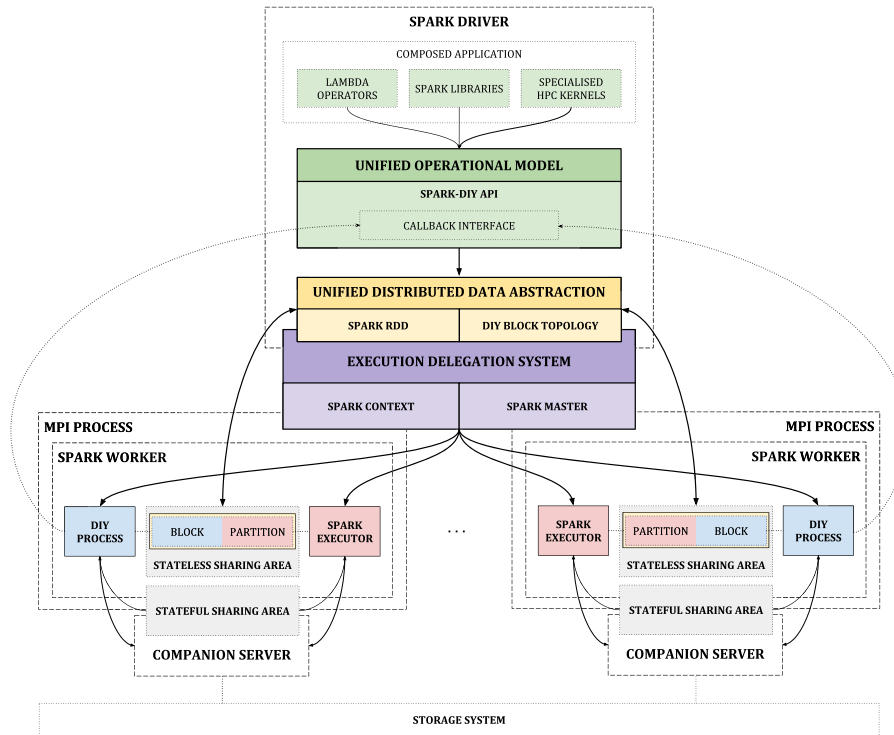 SPARK DRIVER
COMPOSED APPLICATION
LAMBDA
OPERATORS
SPARK LIBRARIES
SPECIALISED
HPC KERNELS
UNIFIED OPERATIONAL MODEL
SPARK-DIY API
CALLBACK INTERFACE
UNIFIED DISTRIBUTED DATA ABSTRACTION
SPARK RDD
DIY BLOCK TOPOLOGY
EXECUTION DELEGATION SYSTEM
SPARK CONTEXT
SPARK MASTER
MPI PROCESS
SPARK WORKER
DIY
PROCESS
BLOCK
PARTITION
STATELESS SHARING AREA
SPARK
EXECUTOR
STATEFUL SHARING AREA
COMPANION SERVER
...
MPI PROCESS
SPARK WORKER
SPARK
EXECUTOR
PARTITION
BLOCK
STATELESS SHARING AREA
DIY
PROCESS
STATEFUL SHARING AREA
COMPANION SERVER
STORAGE SYSTEM